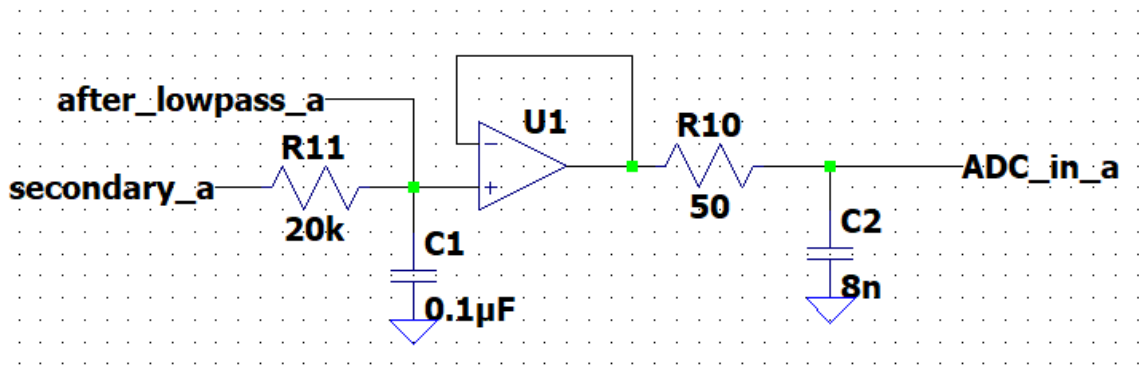 after_lowpass_a
U1
R10
R11
ADC_in_a
secondary_a
50
20k
C2
C1
8n
0.1µF